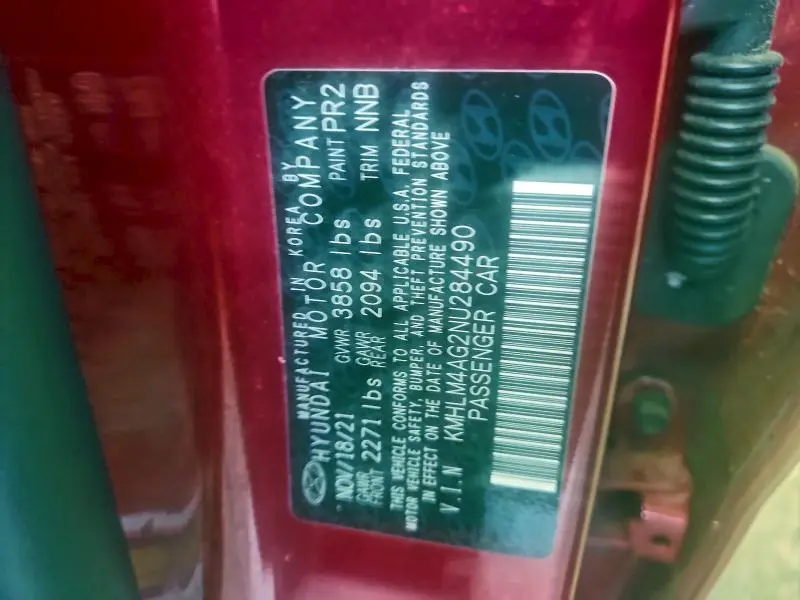 MANUFACTURED IN KOREA BY
HYUNDAI MOTOR COMPANY
NOV/18/21 GVWR 3858 lbs PAINT PR2
GAWR FRONT 2271 lbs GAWR REAR 2094 lbs TRIM NNB
THIS VEHICLE CONFORMS TO ALL APPLICABLE U.S.A. FEDERAL
MOTOR VEHICLE SAFETY, BUMPER, AND THEFT PREVENTION STANDARDS
IN EFFECT ON THE DATE OF MANUFACTURE SHOWN ABOVE
V.I.N KMHLM4AG2NU284490
PASSENGER CAR